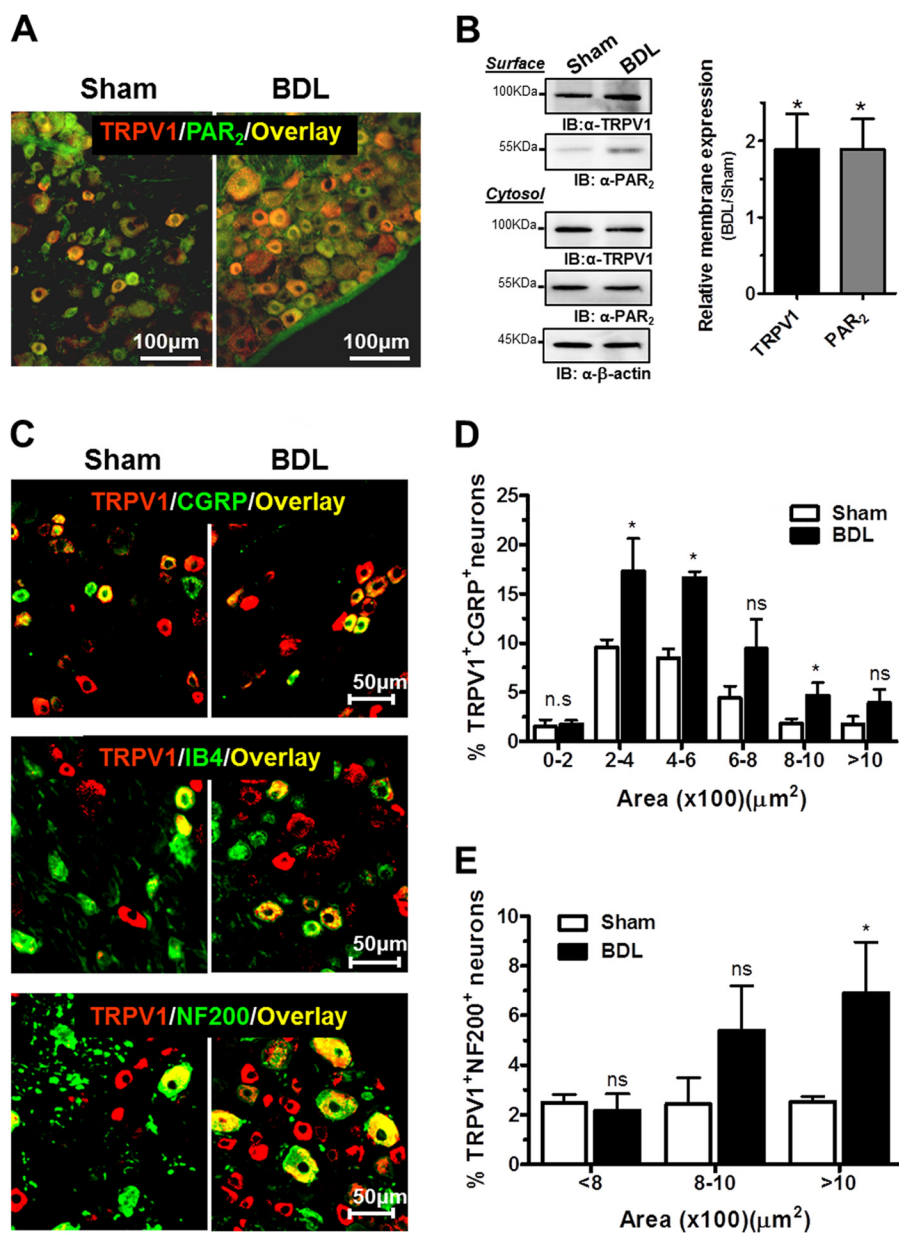 A
Sham BDL
TRPV1/PAR₂/Overlay
100μm 100μm
B
Surface Sham BDL
100KDa
IB:α-TRPV1
55KDa
IB: α-PAR₂
Cytosol
100KDa
IB:α-TRPV1
55KDa
IB: α-PAR₂
45KDa
IB: α-β-actin
Relative membrane expression
(BDL/Sham)
2
1
0
* *
TRPV1 PAR₂
C
Sham BDL
TRPV1/CGRP/Overlay
50μm
TRPV1/IB4/Overlay
50μm
TRPV1/NF200/Overlay
50μm
D
% TRPV1⁺CGRP⁺neurons
25
20
15
10
5
0
Sham
BDL
n.s * * ns * ns
0-2 2-4 4-6 6-8 8-10 >10
Area (x100)(μm²)
E
% TRPV1⁺NF200⁺ neurons
10
8
6
4
2
0
Sham
BDL
ns ns *
<8 8-10 >10
Area (x100)(μm²)